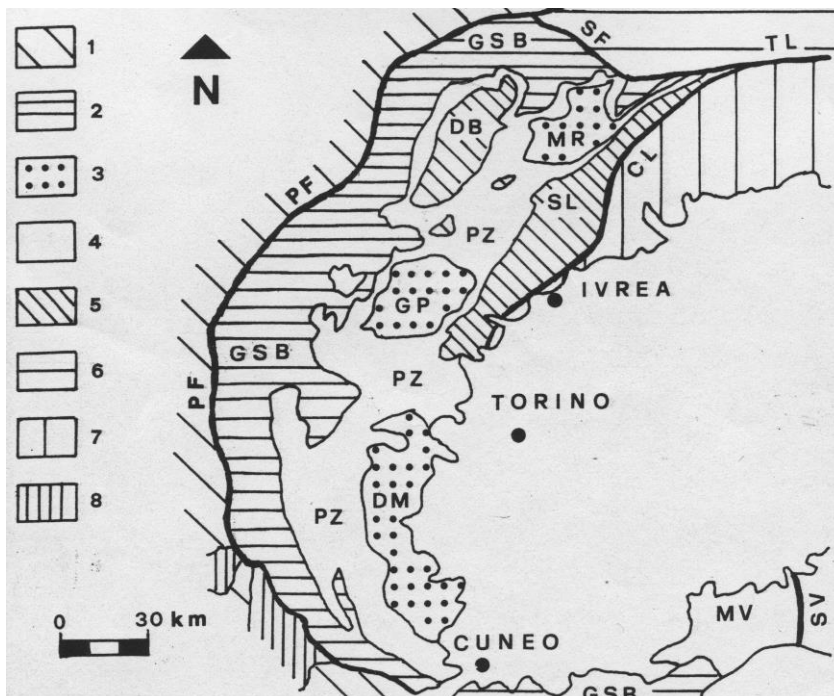 1
2
3
4
5
6
7
8
N
GSB
SF
TL
DB
MR
CL
PF
SL
PZ
GP
IVREA
GSB
PF
PZ
TORINO
DM
PZ
MV
SV
0 30 km
CUNEO
GSB